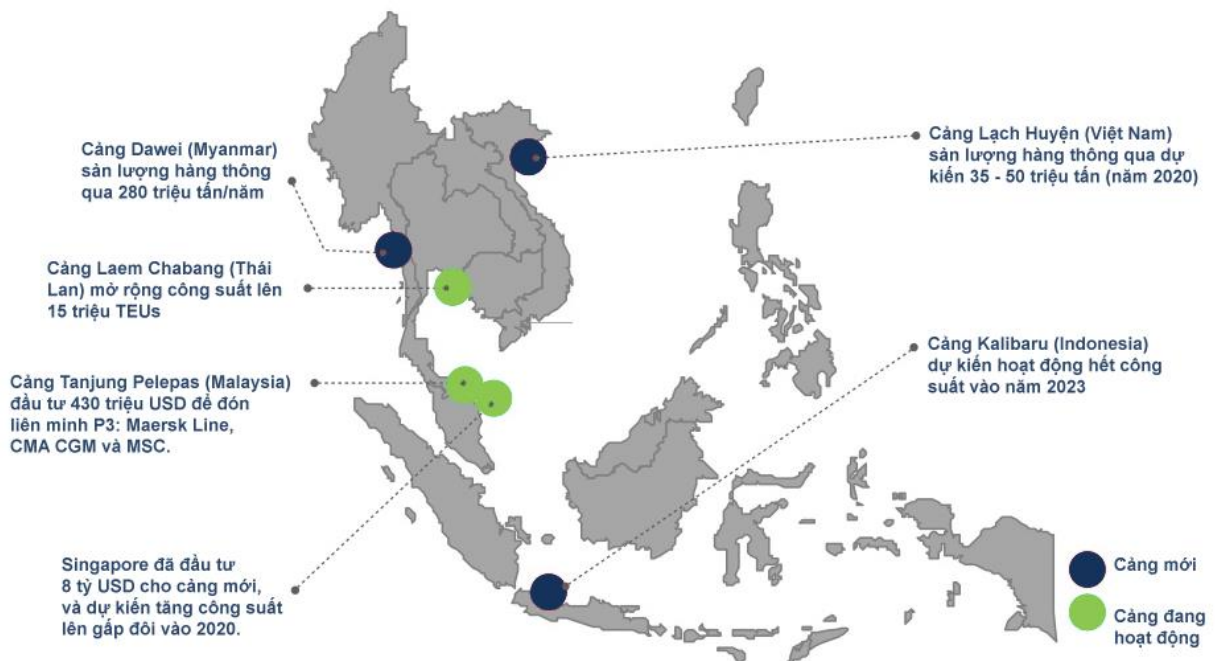 Cảng Dawei (Myanmar)
sản lượng hàng thông
qua 280 triệu tấn/năm
Cảng Lạch Huyện (Việt Nam)
sản lượng hàng thông qua dự
kiến 35 - 50 triệu tấn (năm 2020)
Cảng Laem Chabang (Thái
Lan) mở rộng công suất lên
15 triệu TEUs
Cảng Kalibaru (Indonesia)
dự kiến hoạt động hết công
suất vào năm 2023
Cảng Tanjung Pelepas (Malaysia)
đầu tư 430 triệu USD để đón
liên minh P3: Maersk Line,
CMA CGM và MSC.
Singapore đã đầu tư
8 tỷ USD cho cảng mới,
và dự kiến tăng công suất
lên gấp đôi vào 2020.
Cảng mới
Cảng đang
hoạt động